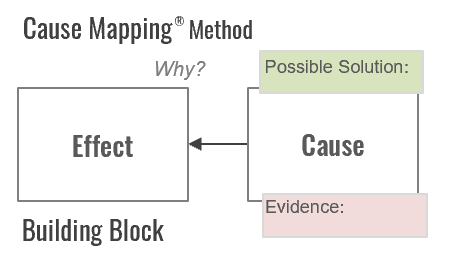 Cause Mapping® Method
Why?
Possible Solution:
Effect
Cause
Evidence:
Building Block